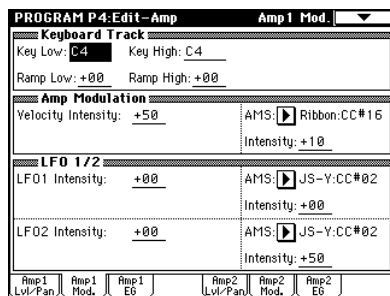 PROGRAM P4:Edit-Amp Amp1 Mod.
Keyboard Track
Key Low: C4 Key High: C4
Ramp Low: +00 Ramp High: +00
Amp Modulation
Velocity Intensity: +50 AMS: Ribbon:CC#16
Intensity: +10
LFO 1/2
LFO1 Intensity: +00 AMS: JS-Y:CC#02
Intensity: +00
LFO2 Intensity: +00 AMS: JS-Y:CC#02
Intensity: +50
Amp1 Lvl/Pan Amp1 Mod. Amp1 EG Amp2 Lvl/Pan Amp2 Mod. Amp2 EG